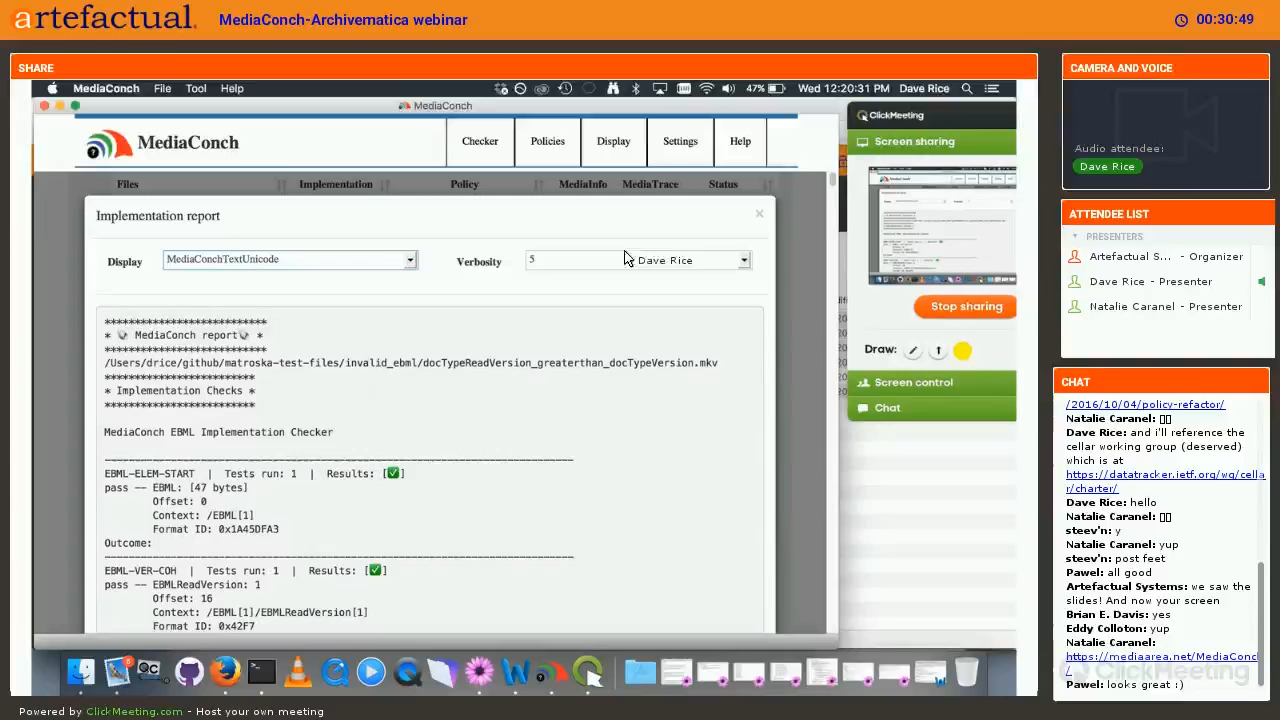 artefactual.
MediaConch-Archivematica webinar
00:30:49
SHARE
MediaConch File Tool Help
47% Wed 12:20:31 PM Dave Rice
MediaConch
MediaConch
Checker Policies Display Settings Help
Files Implementation Policy MediaInfo MediaTrace Status
Implementation report ×
Display MediaConchTextUnicode Verbosity 5 Dave Rice
***************************
* MediaConch report *
***************************
/Users/drice/github/matroska-test-files/invalid_ebml/docTypeReadVersion_greaterthan_docTypeVersion.mkv
*************************
* Implementation Checks *
*************************
MediaConch EBML Implementation Checker
EBML-ELEM-START | Tests run: 1 | Results: [✅]
pass -- EBML: [47 bytes]
Offset: 0
Context: /EBML[1]
Format ID: 0x1A45DFA3
Outcome:
EBML-VER-COH | Tests run: 1 | Results: [✅]
pass -- EBMLReadVersion: 1
Offset: 16
Context: /EBML[1]/EBMLReadVersion[1]
Format ID: 0x42F7
ClickMeeting
Screen sharing
Stop sharing
Draw:
Screen control
Chat
CAMERA AND VOICE
Audio attendee:
Dave Rice
ATTENDEE LIST
PRESENTERS
Artefactual S... - Organizer
Dave Rice - Presenter
Natalie Caranel - Presenter
CHAT
/2016/10/04/policy-refactor/
Natalie Caranel:
Dave Rice: and i'll reference the
cellar working group (deserved)
which is at
https://datatracker.ietf.org/wg/cella
r/charter/
Dave Rice: hello
Natalie Caranel:
steev'n: y
Natalie Caranel: yup
steev'n: post feet
Pawel: all good
Artefactual Systems: we saw the
slides! And now your screen
Brian E. Davis: yes
Eddy Colloton: yup
Natalie Caranel:
https://mediaarea.net/MediaConch
/
ClickMeeting
Pawel: looks great :)
Powered by ClickMeeting.com - Host your own meeting